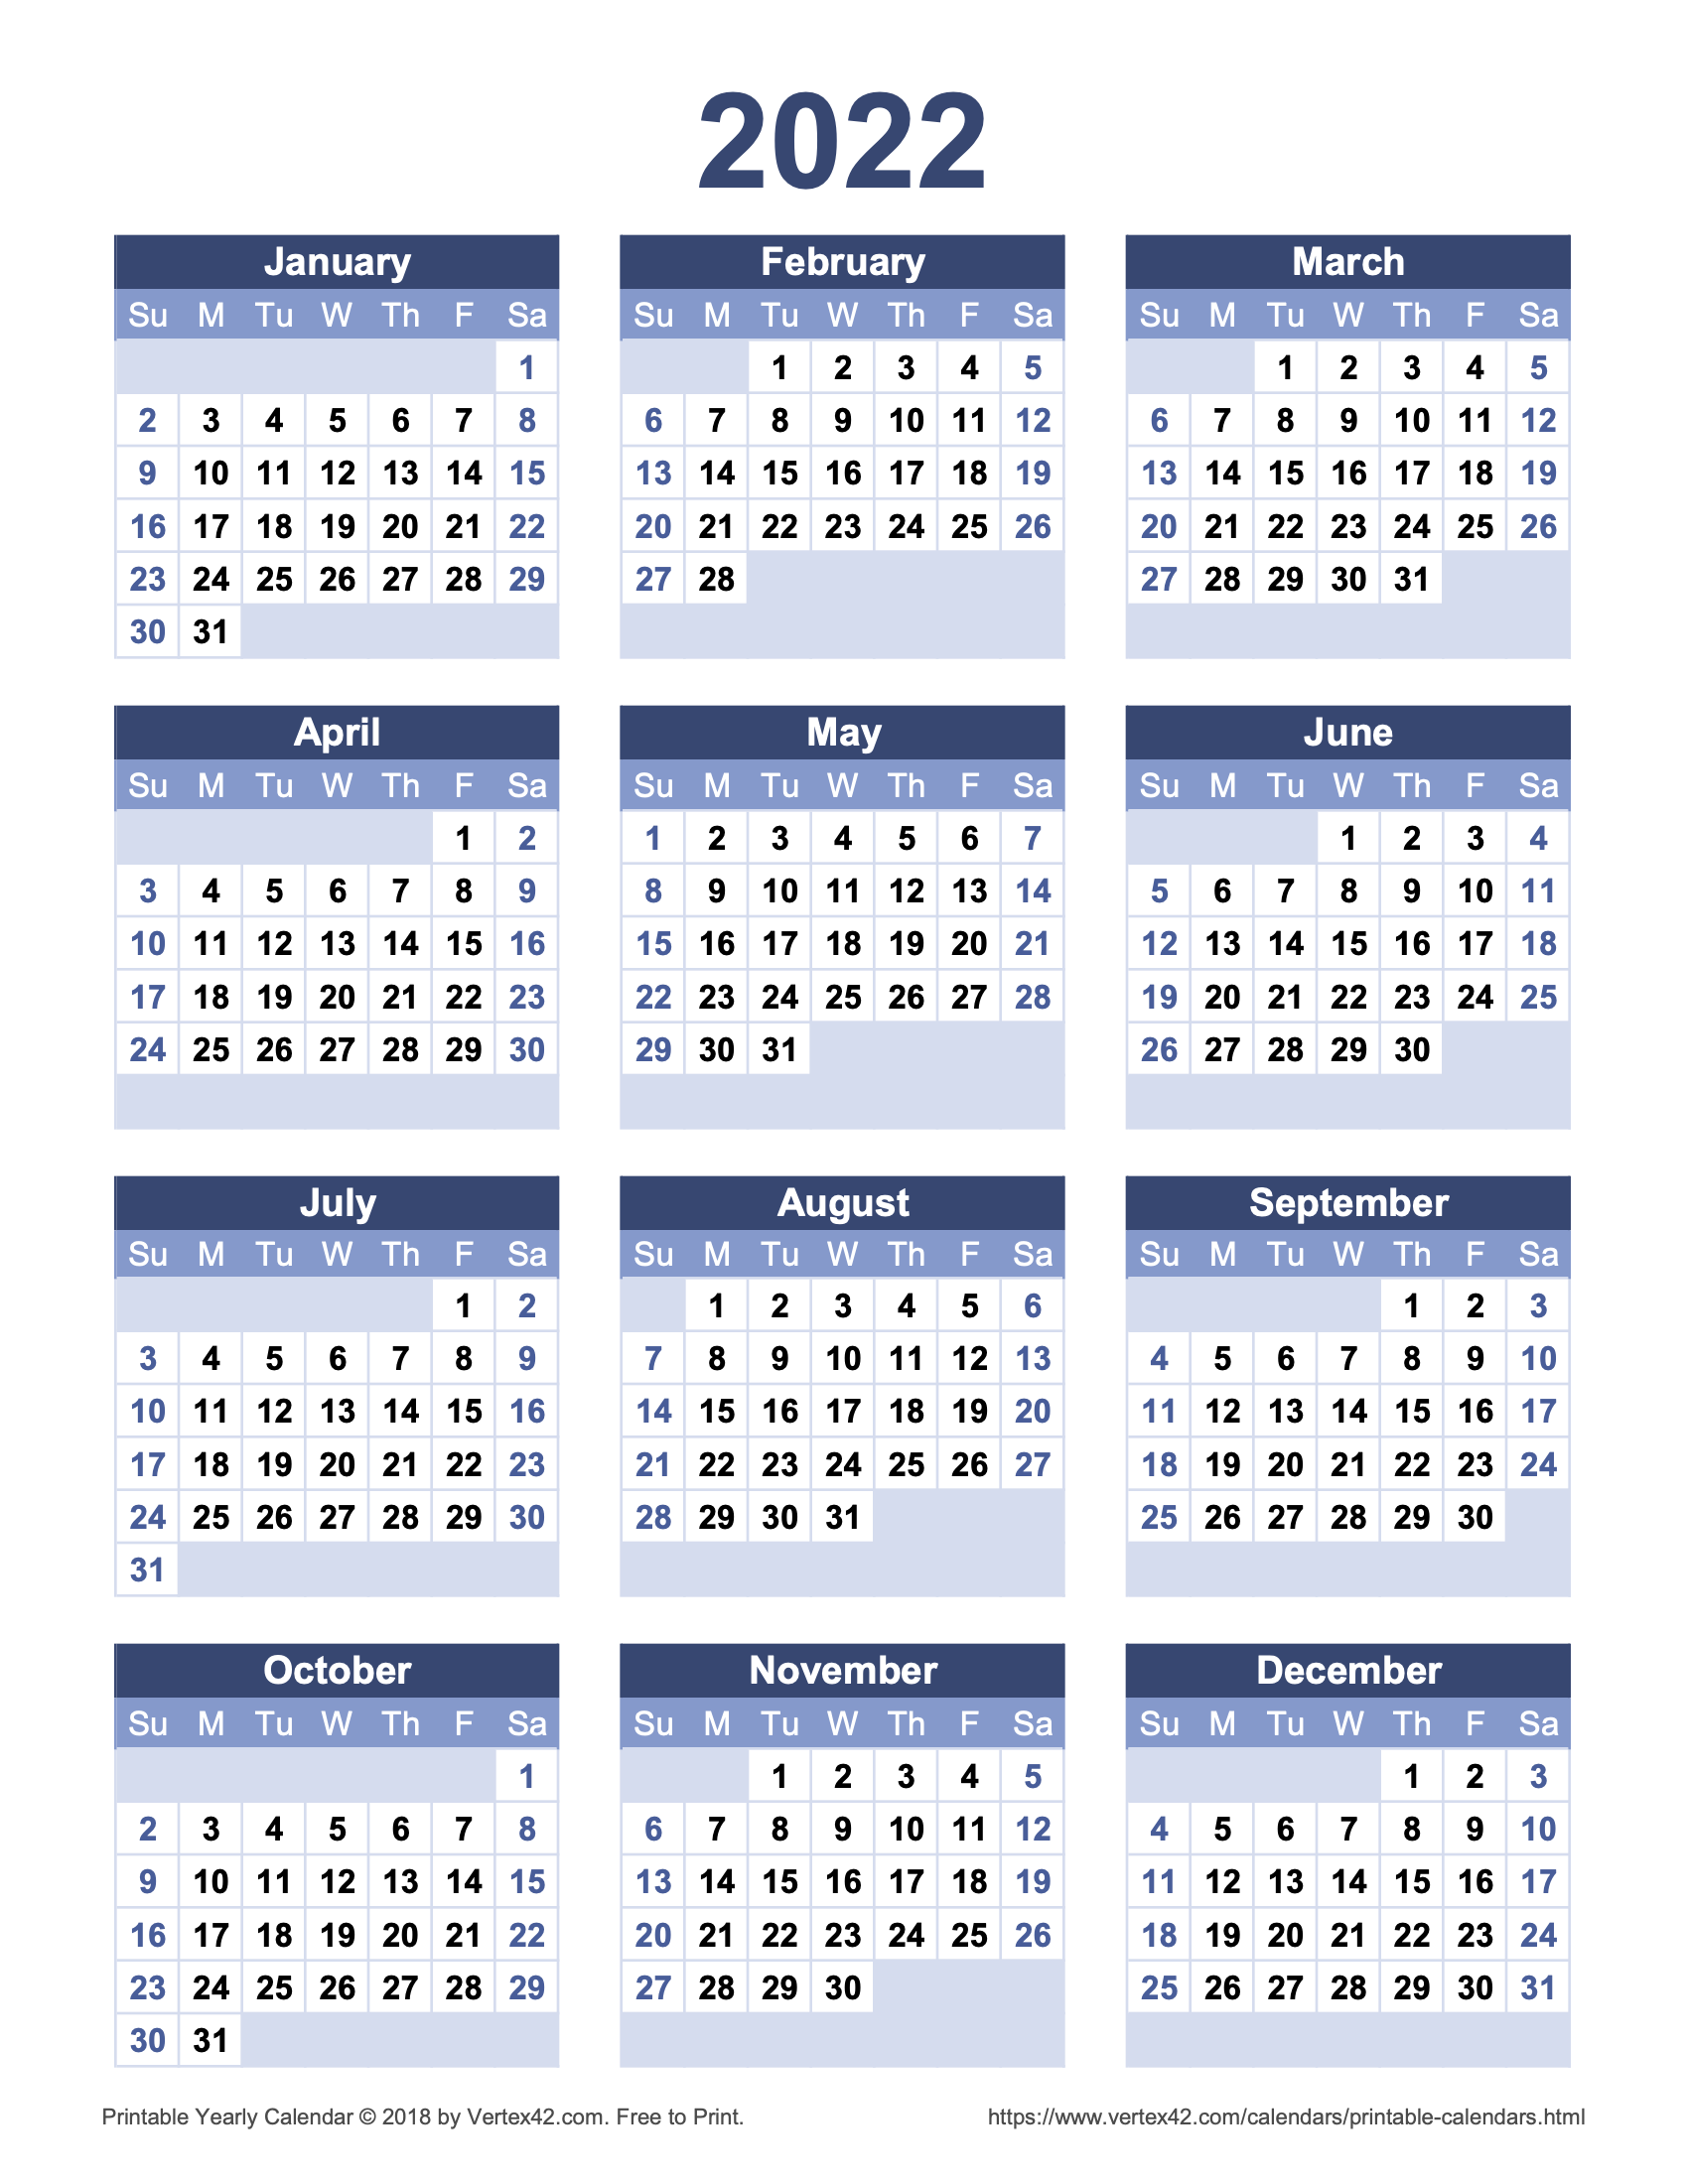 2022
January February March
Su M Tu W Th F Sa Su M Tu W Th F Sa Su M Tu W Th F Sa
1 1 2 3 4 5 1 2 3 4 5
2 3 4 5 6 7 8 6 7 8 9 10 11 12 6 7 8 9 10 11 12
9 10 11 12 13 14 15 13 14 15 16 17 18 19 13 14 15 16 17 18 19
16 17 18 19 20 21 22 20 21 22 23 24 25 26 20 21 22 23 24 25 26
23 24 25 26 27 28 29 27 28 27 28 29 30 31
30 31
April May June
Su M Tu W Th F Sa Su M Tu W Th F Sa Su M Tu W Th F Sa
1 2 1 2 3 4 5 6 7 1 2 3 4
3 4 5 6 7 8 9 8 9 10 11 12 13 14 5 6 7 8 9 10 11
10 11 12 13 14 15 16 15 16 17 18 19 20 21 12 13 14 15 16 17 18
17 18 19 20 21 22 23 22 23 24 25 26 27 28 19 20 21 22 23 24 25
24 25 26 27 28 29 30 29 30 31 26 27 28 29 30
July August September
Su M Tu W Th F Sa Su M Tu W Th F Sa Su M Tu W Th F Sa
1 2 1 2 3 4 5 6 1 2 3
3 4 5 6 7 8 9 7 8 9 10 11 12 13 4 5 6 7 8 9 10
10 11 12 13 14 15 16 14 15 16 17 18 19 20 11 12 13 14 15 16 17
17 18 19 20 21 22 23 21 22 23 24 25 26 27 18 19 20 21 22 23 24
24 25 26 27 28 29 30 28 29 30 31 25 26 27 28 29 30
31
October November December
Su M Tu W Th F Sa Su M Tu W Th F Sa Su M Tu W Th F Sa
1 1 2 3 4 5 1 2 3
2 3 4 5 6 7 8 6 7 8 9 10 11 12 4 5 6 7 8 9 10
9 10 11 12 13 14 15 13 14 15 16 17 18 19 11 12 13 14 15 16 17
16 17 18 19 20 21 22 20 21 22 23 24 25 26 18 19 20 21 22 23 24
23 24 25 26 27 28 29 27 28 29 30 25 26 27 28 29 30 31
30 31
Printable Yearly Calendar © 2018 by Vertex42.com. Free to Print. https://www.vertex42.com/calendars/printable-calendars.html